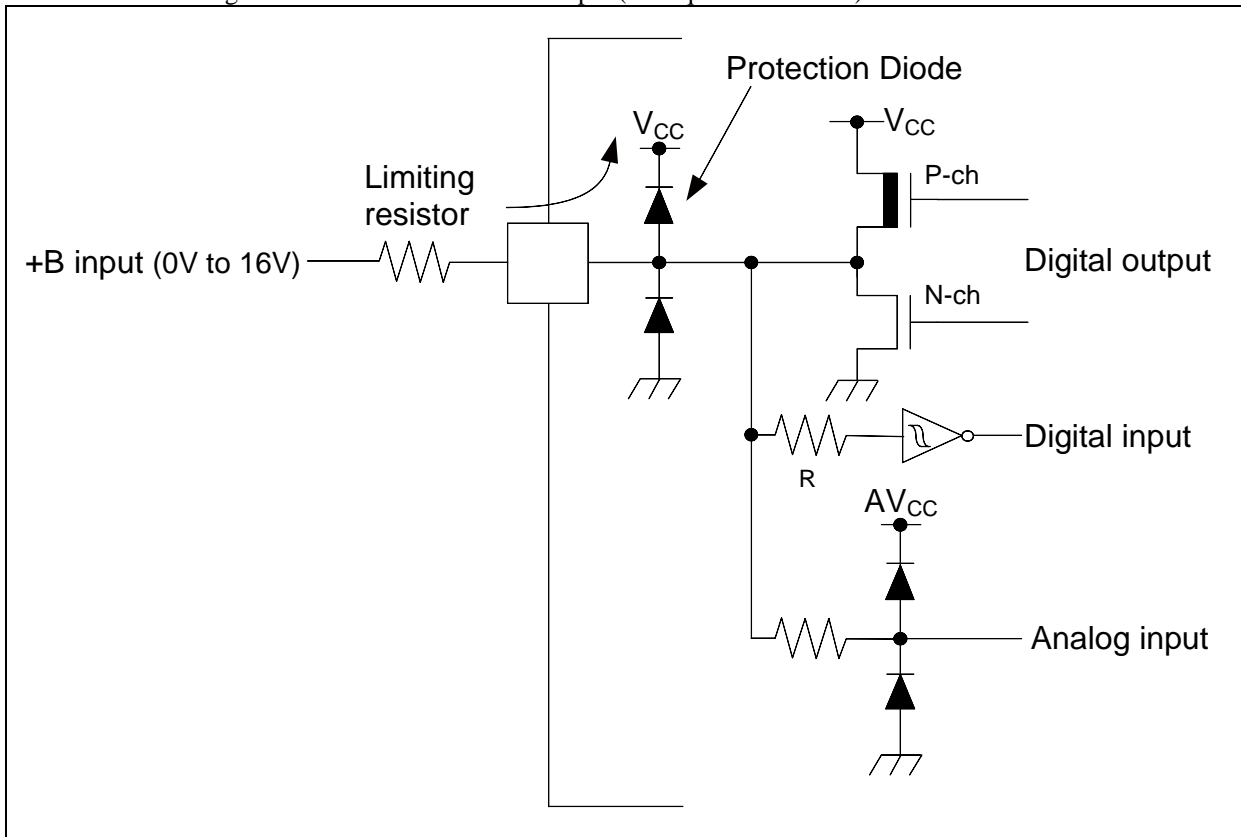 Protection Diode
V_CC
V_CC
P-ch
Limiting
resistor
+B input (0V to 16V)
Digital output
N-ch
Digital input
R
AV_CC
Analog input